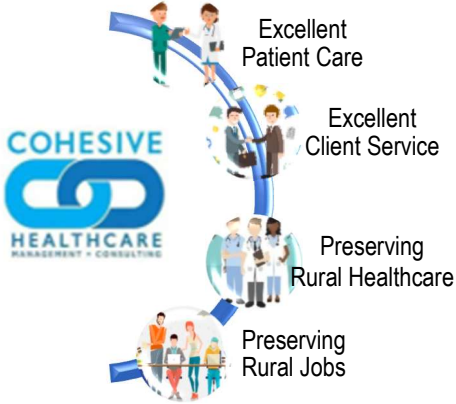 COHESIVE
HEALTHCARE
MANAGEMENT + CONSULTING
Excellent
Patient Care
Excellent
Client Service
Preserving
Rural Healthcare
Preserving
Rural Jobs